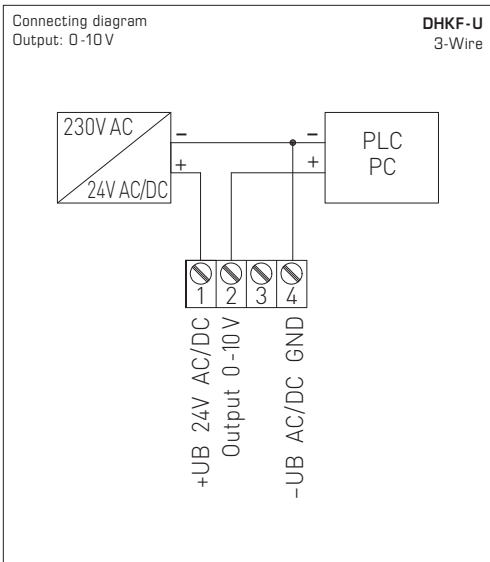 Connecting diagram
Output: 0-10 V
DHKF-U
3-Wire
230V AC
24V AC/DC
–
+
–
+
PLC
PC
1 2 3 4
+UB 24V AC/DC
Output 0-10 V
–UB AC/DC GND